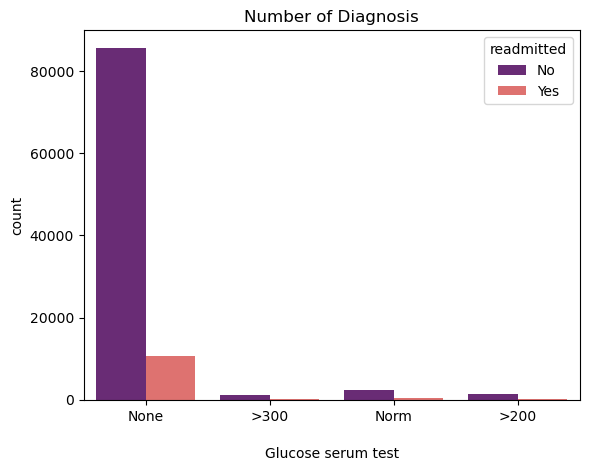 Number of Diagnosis
readmitted
No
Yes
80000
60000
40000
20000
0
count
None
>300
Norm
>200
Glucose serum test